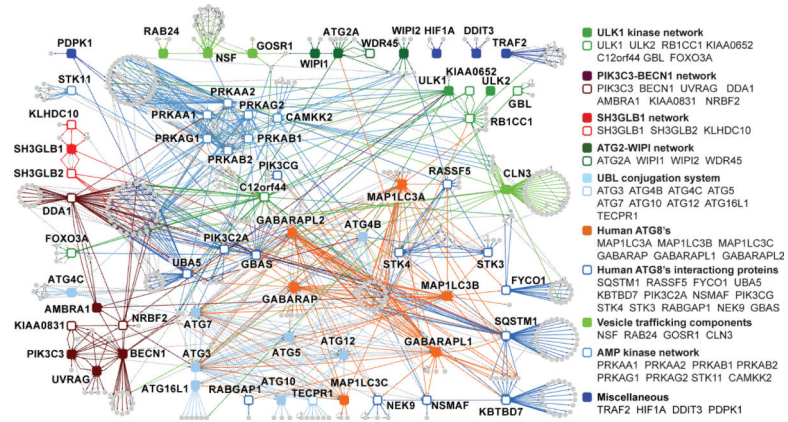 RAB24
GOSR1
ATG2A
WIPI2 HIF1A
DDIT3
PDPK1
NSF
WIPI1
WDR45
TRAF2
STK11
PRKAA2
KIAA0652
ULK1
ULK2
PRKAG2
GBL
PRKAA1
CAMKK2
KLHDC10
RB1CC1
PRKAG1
PRKAB1
SH3GLB1
PRKAB2
PIK3CG
RASSF5
CLN3
SH3GLB2
C12orf44
MAP1LC3A
DDA1
GABARAPL2
ATG4B
FOXO3A
PIK3C2A
STK4
STK3
GBAS
UBA5
ATG4C
MAP1LC3B
FYCO1
GABARAP
AMBRA1
SQSTM1
KIAA0831
NRBF2
ATG7
ATG5
ATG12
GABARAPL1
PIK3C3
BECN1
ATG3
UVRAG
ATG16L1
RABGAP1
ATG10
MAP1LC3C
TECPR1
NEK9
NSMAF
KBTBD7
ULK1 kinase network
ULK1 ULK2 RB1CC1 KIAA0652
C12orf44 GBL FOXO3A
PIK3C3-BECN1 network
PIK3C3 BECN1 UVRAG DDA1
AMBRA1 KIAA0831 NRBF2
SH3GLB1 network
SH3GLB1 SH3GLB2 KLHDC10
ATG2-WIPI network
ATG2A WIPI1 WIPI2 WDR45
UBL conjugation system
ATG3 ATG4B ATG4C ATG5
ATG7 ATG10 ATG12 ATG16L1
TECPR1
Human ATG8's
MAP1LC3A MAP1LC3B MAP1LC3C
GABARAP GABARAPL1 GABARAPL2
Human ATG8's interactiong proteins
SQSTM1 RASSF5 FYCO1 UBA5
KBTBD7 PIK3C2A NSMAF PIK3CG
STK4 STK3 RABGAP1 NEK9 GBAS
Vesicle trafficking components
NSF RAB24 GOSR1 CLN3
AMP kinase network
PRKAA1 PRKAA2 PRKAB1 PRKAB2
PRKAG1 PRKAG2 STK11 CAMKK2
Miscellaneous
TRAF2 HIF1A DDIT3 PDPK1